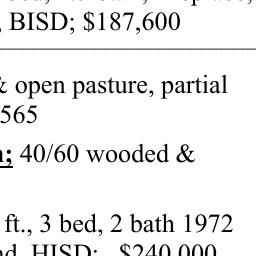 , BISD; $187,600
& open pasture, partial
565
; 40/60 wooded &
ft., 3 bed, 2 bath 1972
HISD; $240,000